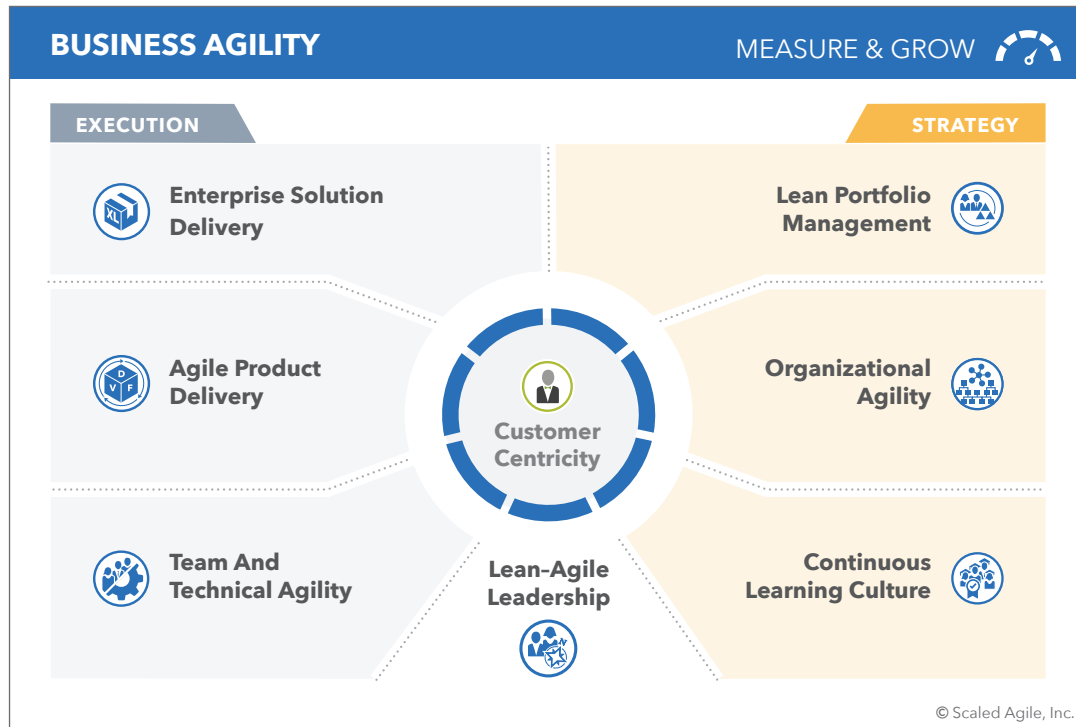 BUSINESS AGILITY
MEASURE & GROW
EXECUTION
STRATEGY
Enterprise Solution
Delivery
XL
Lean Portfolio
Management
Agile Product
Delivery
D
V F
Organizational
Agility
Customer
Centricity
Team And
Technical Agility
Lean–Agile
Leadership
N
Continuous
Learning Culture
© Scaled Agile, Inc.